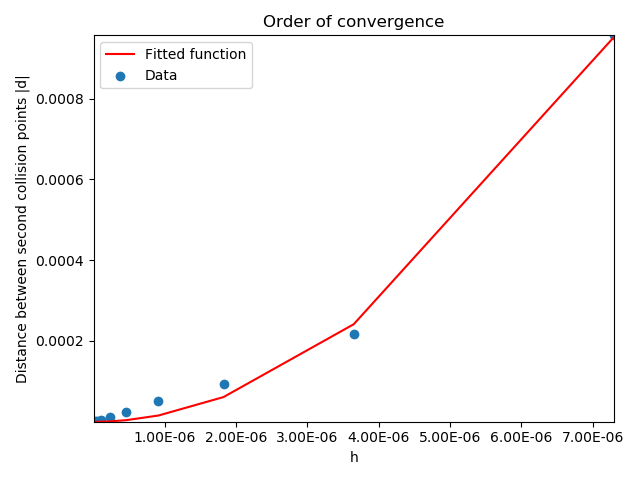 Order of convergence
Fitted function
Data
Distance between second collision points |d|
0.0008
0.0006
0.0004
0.0002
1.00E-06 2.00E-06 3.00E-06 4.00E-06 5.00E-06 6.00E-06 7.00E-06
h